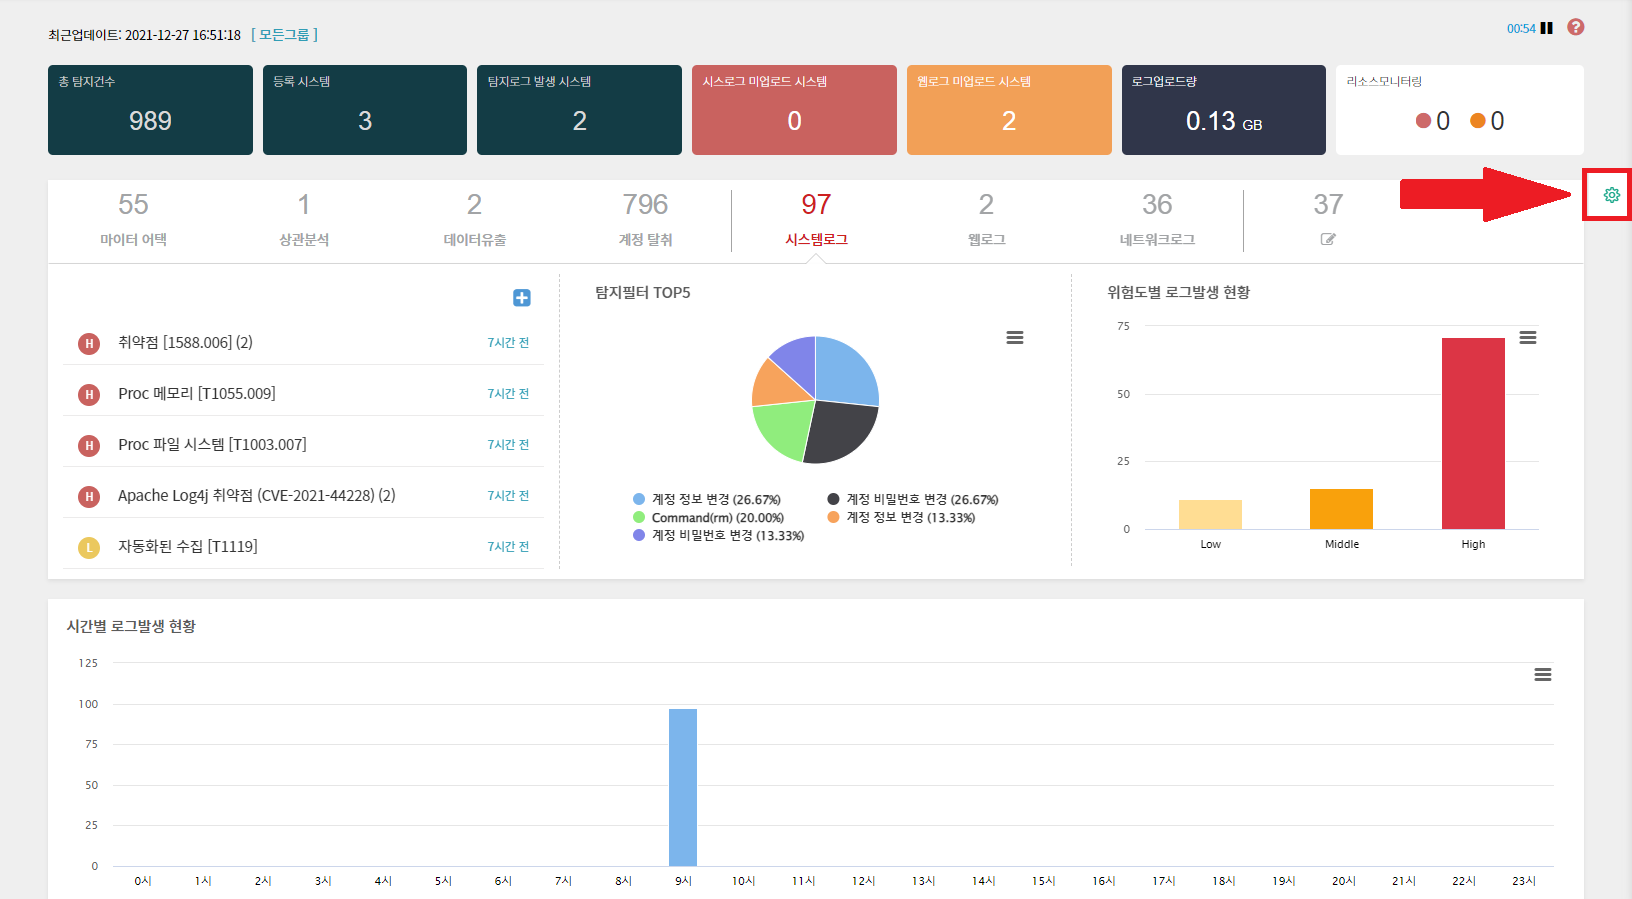 최근업데이트: 2021-12-27 16:51:18 [ 모든그룹 ]
00:54
총 탐지건수
989
등록 시스템
3
탐지로그 발생 시스템
2
시스로그 미업로드 시스템
0
웹로그 미업로드 시스템
2
로그업로드량
0.13 GB
리소스모니터링
0 0
55
마이터 어택
1
상관분석
2
데이터유출
796
계정 탈취
97
시스템로그
2
웹로그
36
네트워크로그
37
H 취약점 [1588.006] (2) 7시간 전
H Proc 메모리 [T1055.009] 7시간 전
H Proc 파일 시스템 [T1003.007] 7시간 전
H Apache Log4j 취약점 (CVE-2021-44228) (2) 7시간 전
L 자동화된 수집 [T1119] 7시간 전
탐지필터 TOP5
계정 정보 변경 (26.67%) 계정 비밀번호 변경 (26.67%)
Command(rm) (20.00%) 계정 정보 변경 (13.33%)
계정 비밀번호 변경 (13.33%)
위험도별 로그발생 현황
75
50
25
0
Low Middle High
시간별 로그발생 현황
125
100
75
50
25
0
0시 1시 2시 3시 4시 5시 6시 7시 8시 9시 10시 11시 12시 13시 14시 15시 16시 17시 18시 19시 20시 21시 22시 23시